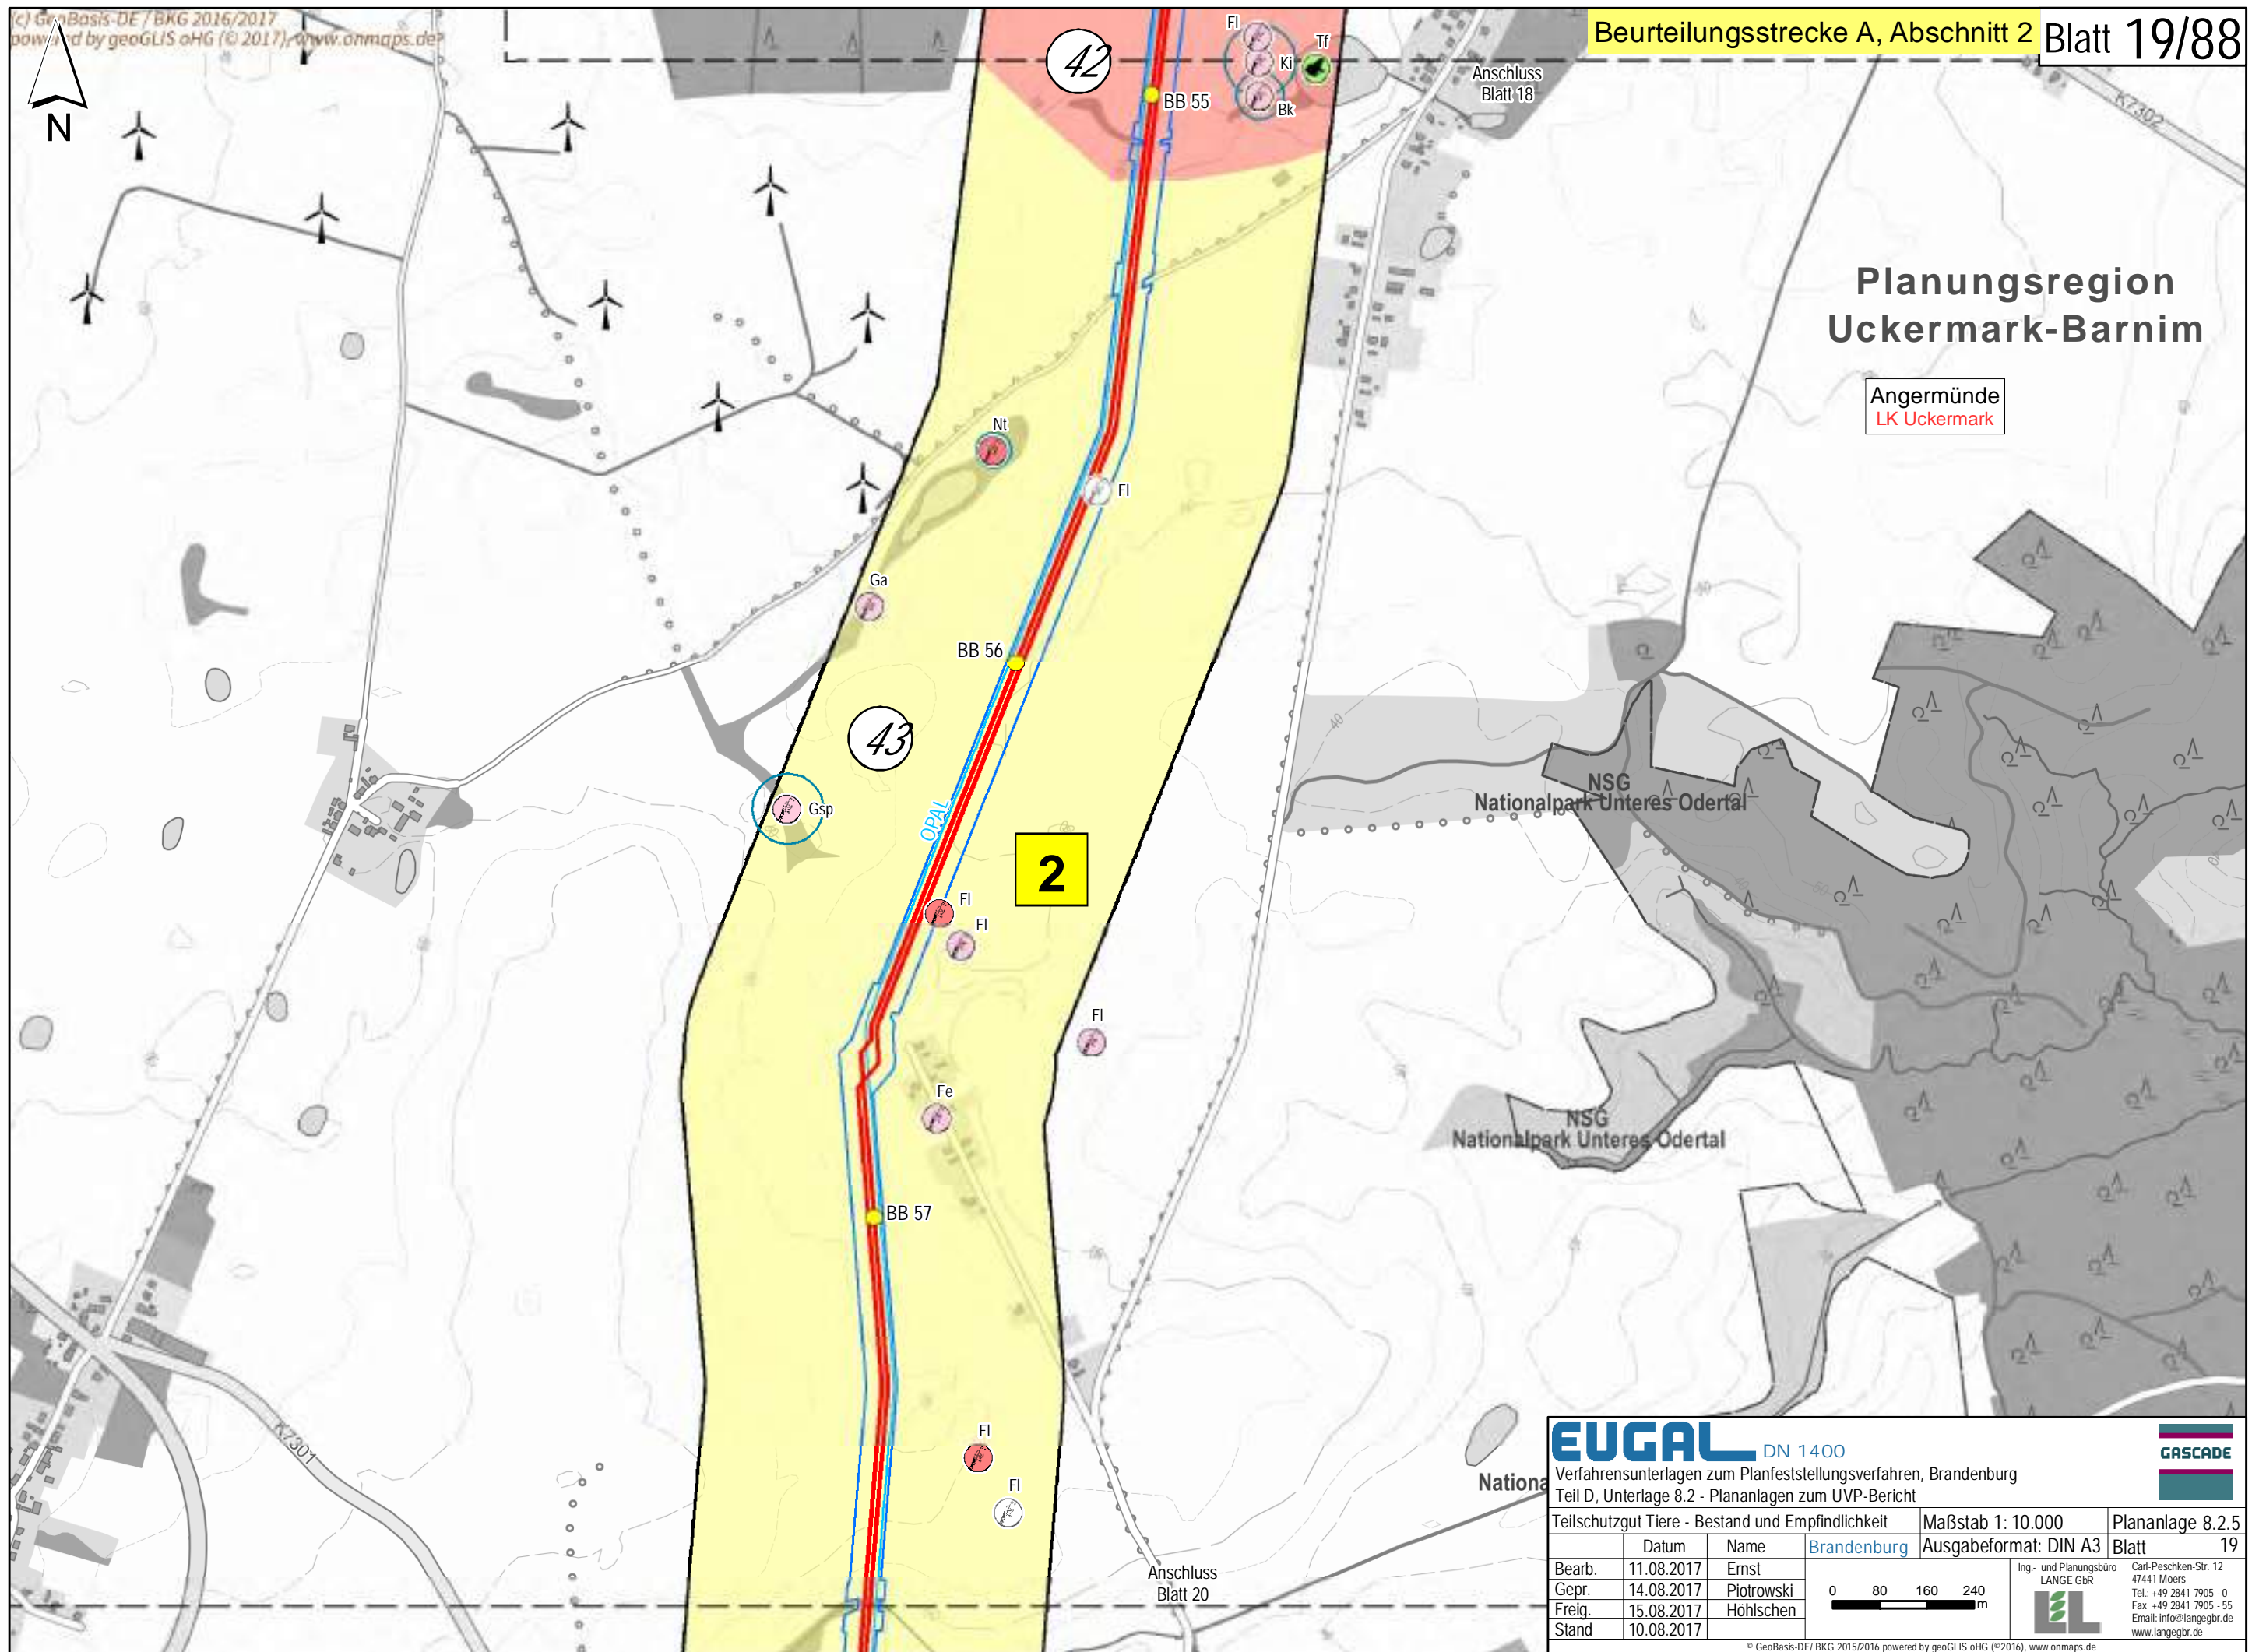 (c) GeoBasis-DE / BKG 2016/2017
powered by geoGLIS oHG (© 2017), www.onmaps.de
N
Beurteilungsstrecke A, Abschnitt 2
Blatt 19/88
42
BB 55
Fl
Ki
Bk
Tf
Anschluss
Blatt 18
K7302
Planungsregion
Uckermark-Barnim
Angermünde
LK Uckermark
Nt
Fl
Ga
BB 56
43
Gsp
OPAL
2
40
NSG
Nationalpark Unteres Odertal
Fl
Fl
Fl
Fe
NSG
Nationalpark Unteres Odertal
BB 57
K7301
Fl
Fl
Nationa
Anschluss
Blatt 20
EUGAL DN 1400
GASCADE
Verfahrensunterlagen zum Planfeststellungsverfahren, Brandenburg
Teil D, Unterlage 8.2 - Plananlagen zum UVP-Bericht
Teilschutzgut Tiere - Bestand und Empfindlichkeit
Maßstab 1: 10.000
Plananlage 8.2.5
Datum Name Brandenburg Ausgabeformat: DIN A3 Blatt 19
Bearb. 11.08.2017 Ernst
Gepr. 14.08.2017 Piotrowski
Freig. 15.08.2017 Höhlschen
Stand 10.08.2017
0 80 160 240
m
Ing.- und Planungsbüro
LANGE GbR
Carl-Peschken-Str. 12
47441 Moers
Tel.: +49 2841 7905 - 0
Fax +49 2841 7905 - 55
Email: info@langegbr.de
www.langegbr.de
© GeoBasis-DE/ BKG 2015/2016 powered by geoGLIS oHG (©2016), www.onmaps.de